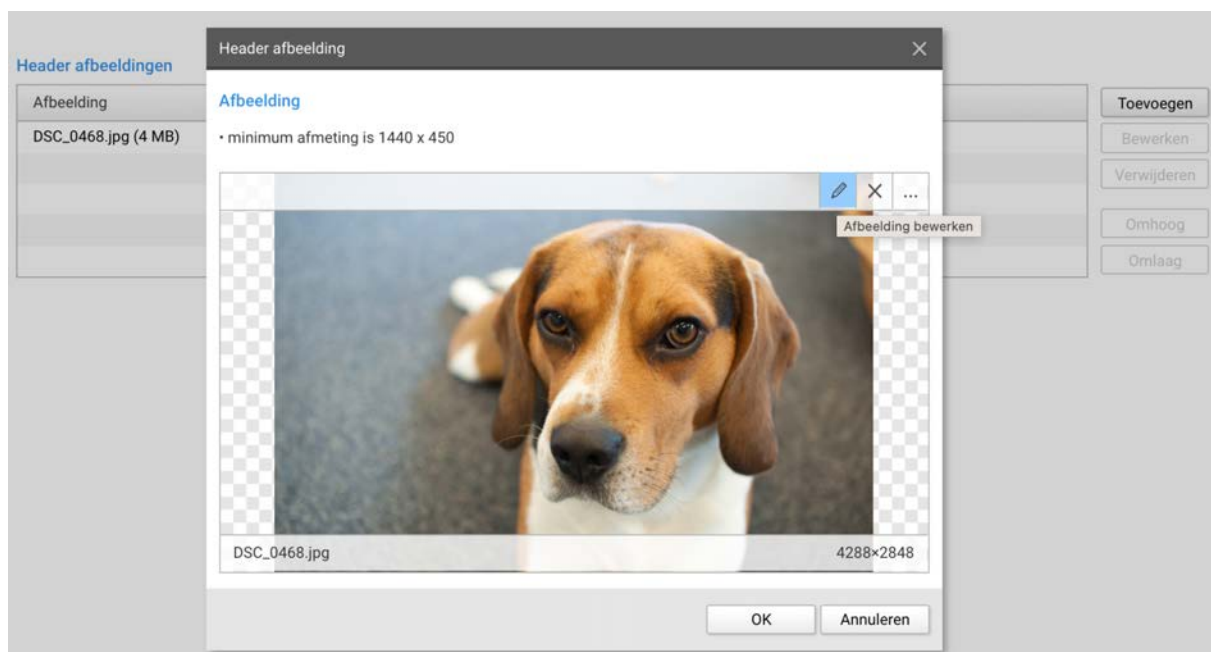 Header afbeeldingen
Afbeelding
DSC_0468.jpg (4 MB)
Toevoegen
Bewerken
Verwijderen
Omhoog
Omlaag
Header afbeelding
Afbeelding
• minimum afmeting is 1440 x 450
...
Afbeelding bewerken
DSC_0468.jpg 4288×2848
OK Annuleren